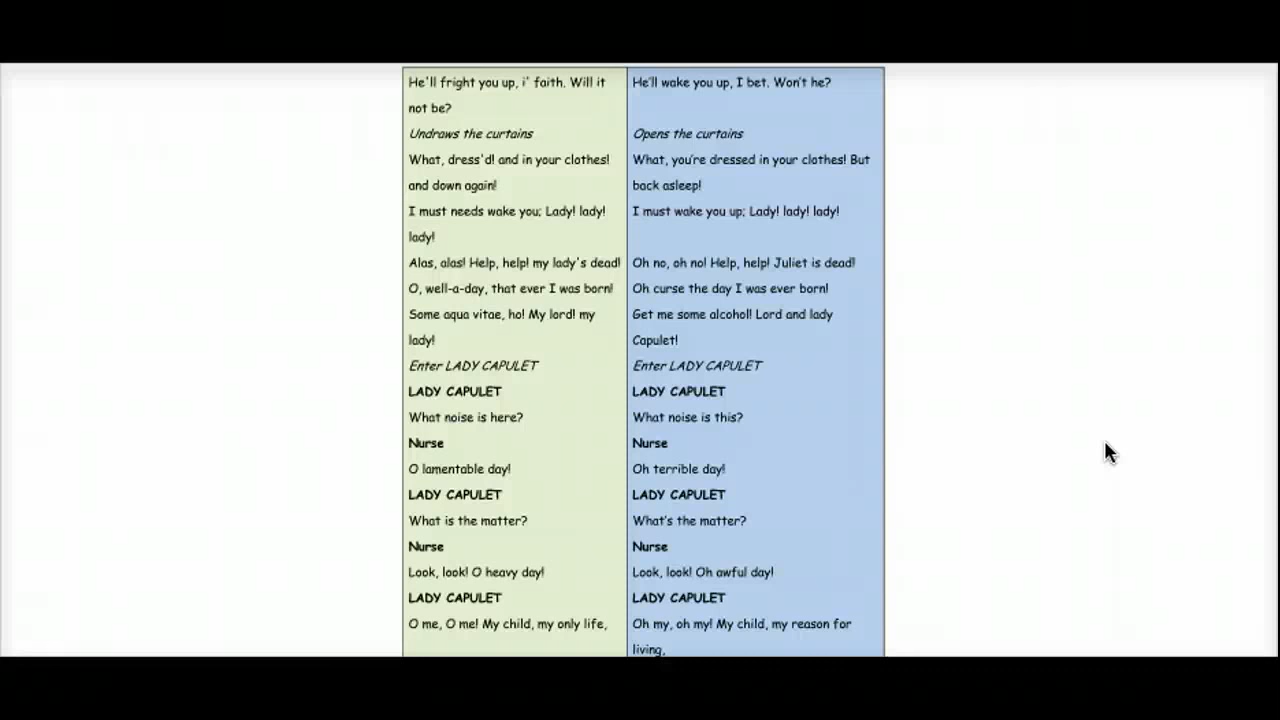 He'll fright you up, i' faith. Will it
not be?
Undraws the curtains
What, dress'd! and in your clothes!
and down again!
I must needs wake you; Lady! lady!
lady!
Alas, alas! Help, help! my lady's dead!
O, well-a-day, that ever I was born!
Some aqua vitae, ho! My lord! my
lady!
Enter LADY CAPULET
LADY CAPULET
What noise is here?
Nurse
O lamentable day!
LADY CAPULET
What is the matter?
Nurse
Look, look! O heavy day!
LADY CAPULET
O me, O me! My child, my only life,
He'll wake you up, I bet. Won't he?
Opens the curtains
What, you're dressed in your clothes! But
back asleep!
I must wake you up; Lady! lady! lady!
Oh no, oh no! Help, help! Juliet is dead!
Oh curse the day I was ever born!
Get me some alcohol! Lord and lady
Capulet!
Enter LADY CAPULET
LADY CAPULET
What noise is this?
Nurse
Oh terrible day!
LADY CAPULET
What's the matter?
Nurse
Look, look! Oh awful day!
LADY CAPULET
Oh my, oh my! My child, my reason for
living,